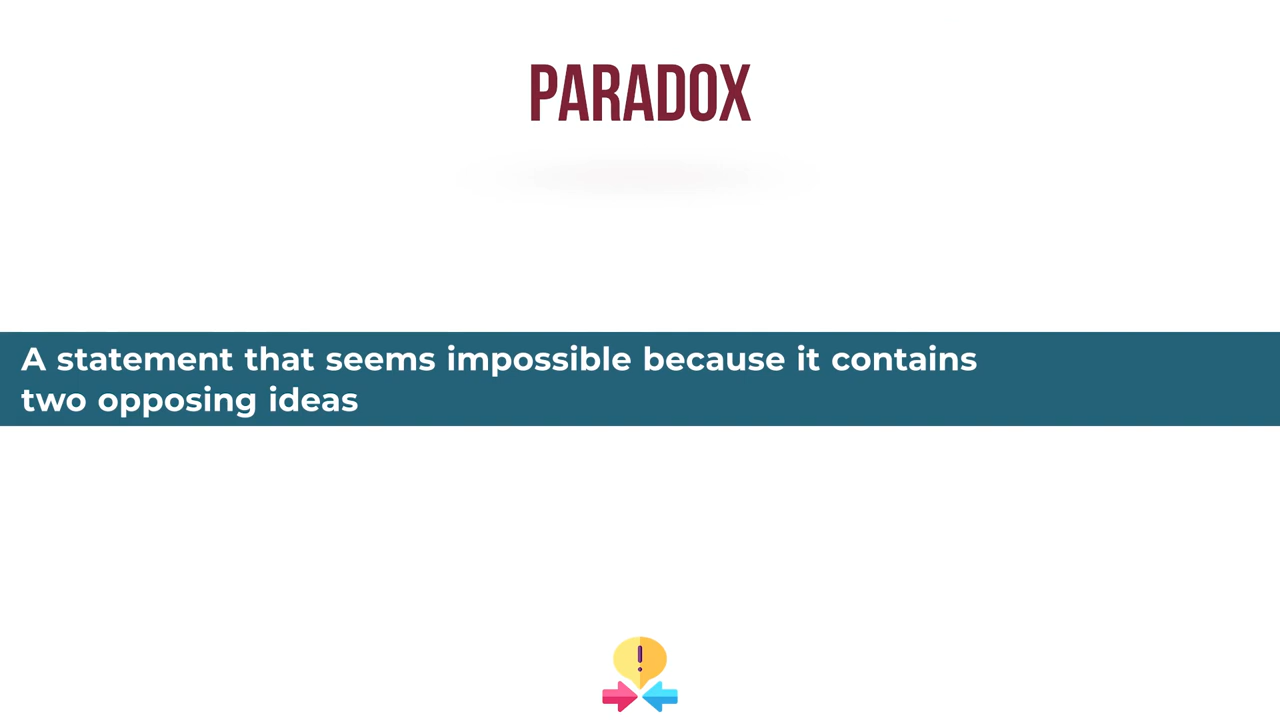 PARADOX
A statement that seems impossible because it contains
two opposing ideas
!